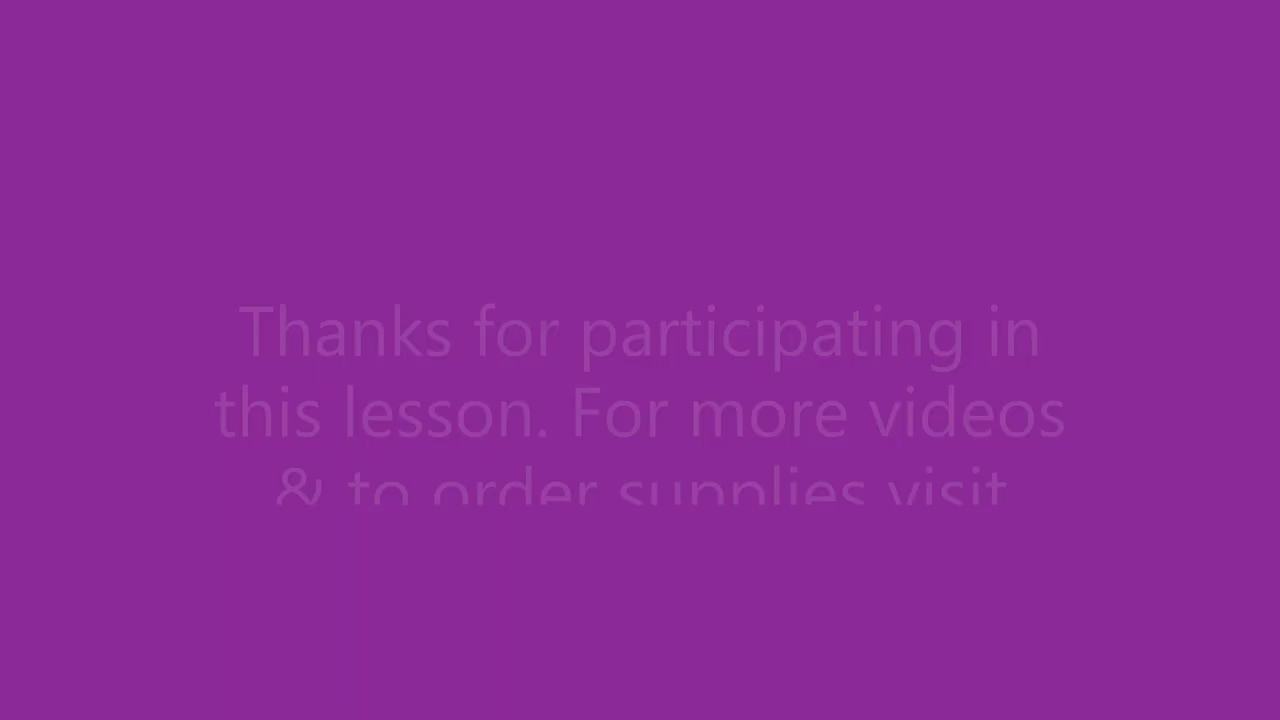 Thanks for participating in
this lesson. For more videos
& to order supplies visit